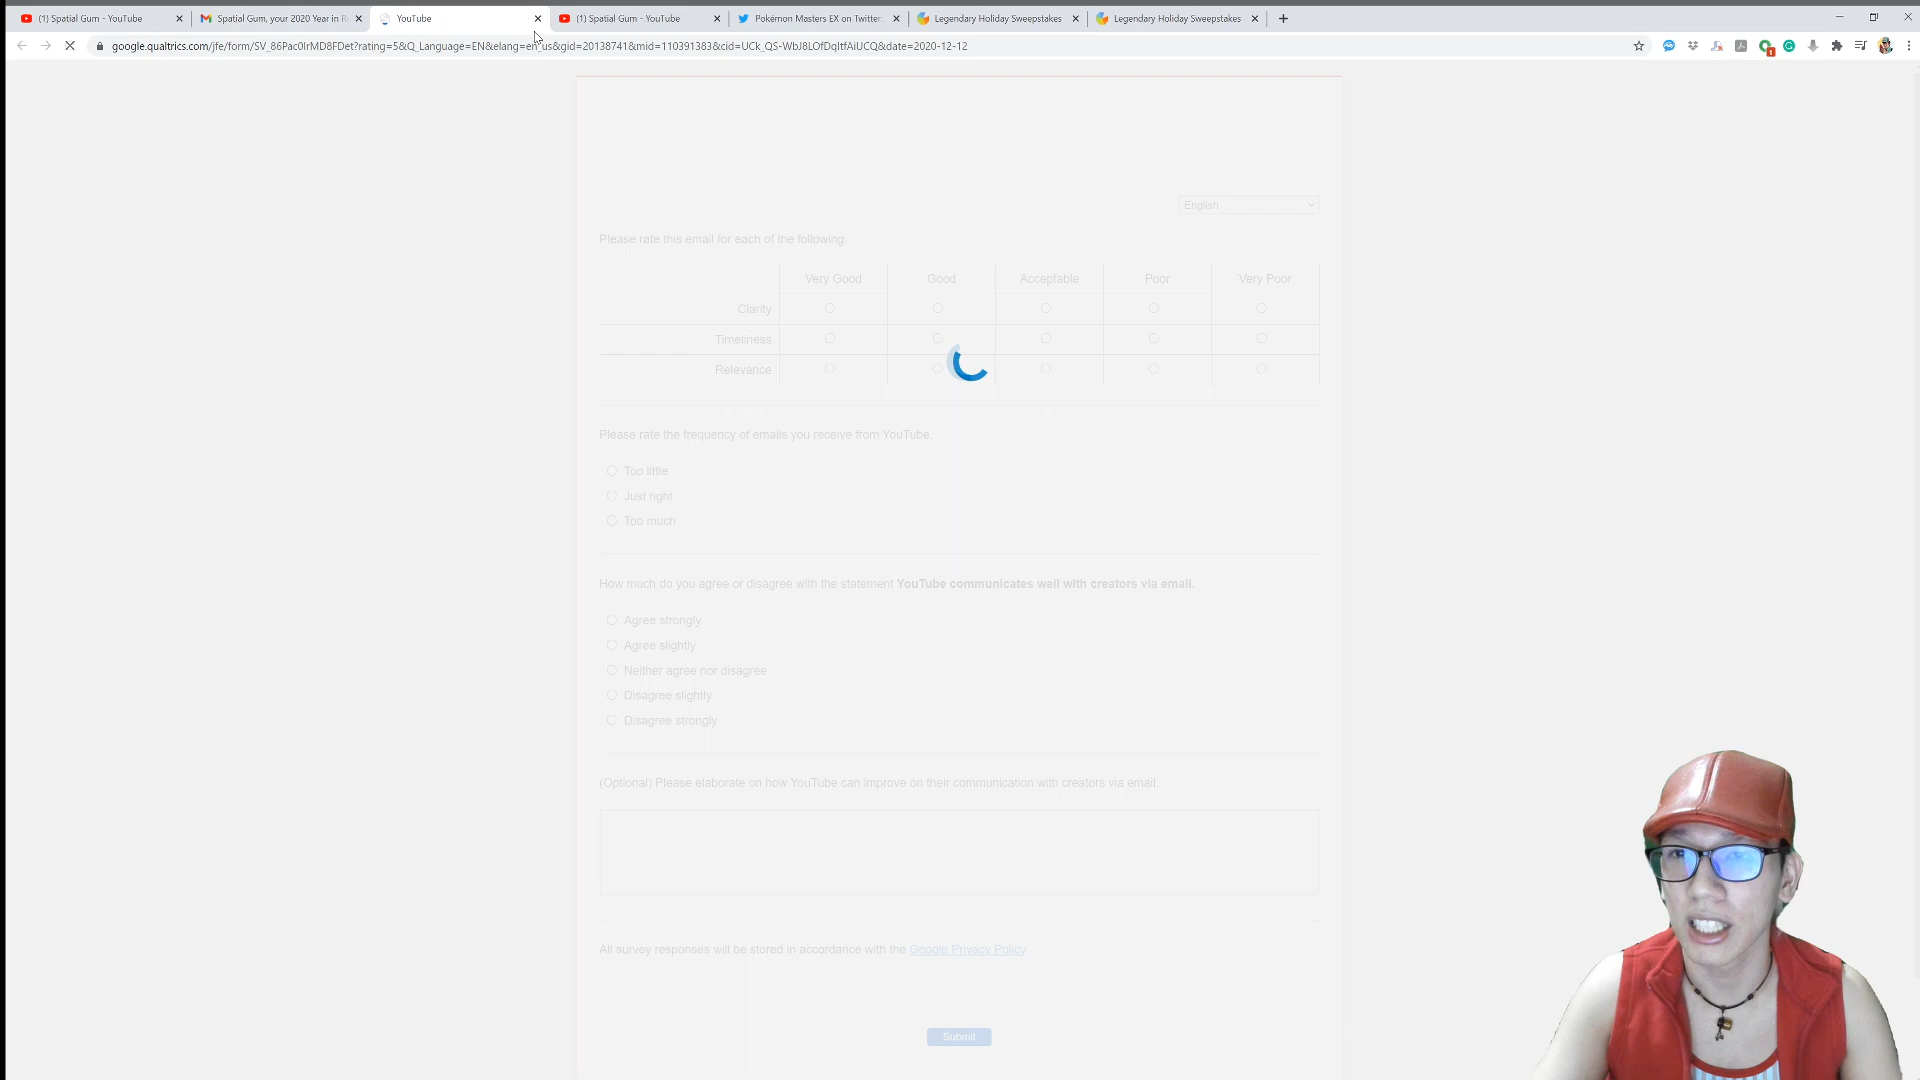 (1) Spatial Gum - YouTube
Spatial Gum, your 2020 Year in R
YouTube
(1) Spatial Gum - YouTube
Pokémon Masters EX on Twitter:
Legendary Holiday Sweepstakes
Legendary Holiday Sweepstakes
google.qualtrics.com/jfe/form/SV_86Pac0IrMD8FDet?rating=5&Q_Language=EN&elang=en_us&gid=20138741&mid=110391383&cid=UCk_QS-WbJ8LOfDqItfAiUCQ&date=2020-12-12
English
Please rate this email for each of the following:
Very Good Good Acceptable Poor Very Poor
Clarity
Timeliness
Relevance
Please rate the frequency of emails you receive from YouTube.
Too little
Just right
Too much
How much do you agree or disagree with the statement YouTube communicates well with creators via email.
Agree strongly
Agree slightly
Neither agree nor disagree
Disagree slightly
Disagree strongly
(Optional) Please elaborate on how YouTube can improve on their communication with creators via email.
All survey responses will be stored in accordance with the Google Privacy Policy
Submit